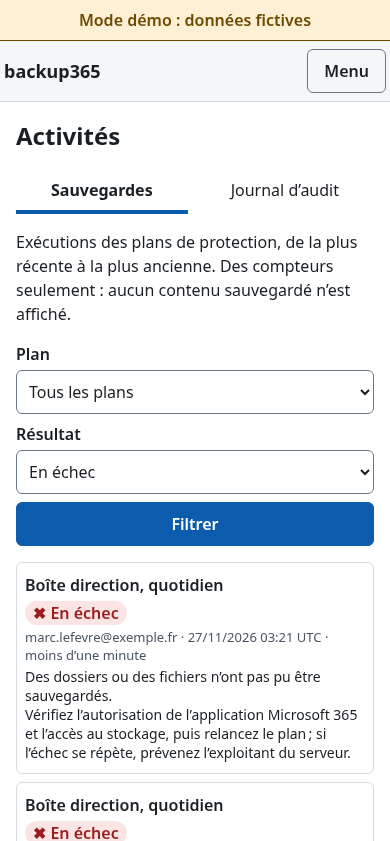 Mode démo : données fictives
backup365
Menu
Activités
Sauvegardes
Journal d’audit
Exécutions des plans de protection, de la plus
récente à la plus ancienne. Des compteurs
seulement : aucun contenu sauvegardé n’est
affiché.
Plan
Tous les plans
Résultat
En échec
Filtrer
Boîte direction, quotidien
✖ En échec
marc.lefevre@exemple.fr · 27/11/2026 03:21 UTC ·
moins d’une minute
Des dossiers ou des fichiers n’ont pas pu être
sauvegardés.
Vérifiez l’autorisation de l’application Microsoft 365
et l’accès au stockage, puis relancez le plan ; si
l’échec se répète, prévenez l’exploitant du serveur.
Boîte direction, quotidien
✖ En échec